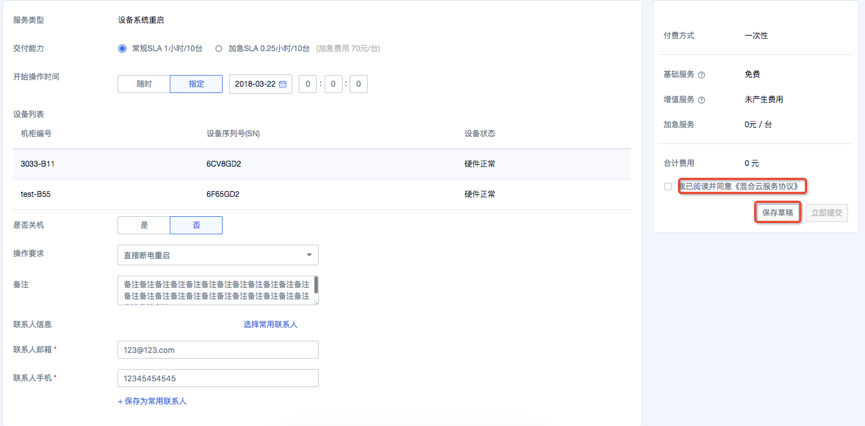 服务类型 设备系统重启
交付能力 常规SLA 1小时/10台 加急SLA 0.25小时/10台 (加急费用 70元/台)
开始操作时间 随时 指定 2018-03-22 0 : 0 : 0
设备列表
机柜编号 设备序列号(SN) 设备状态
3033-B11 6CV8GD2 硬件正常
test-B55 6F65GD2 硬件正常
是否关机 是 否
操作要求 直接断电重启
备注 备注备注备注备注备注备注备注备注备注备注备注备注
备注备注备注备注备注备注备注备注备注备注备注备注
联系人信息 选择常用联系人
联系人邮箱 * 123@123.com
联系人手机 * 12345454545
+ 保存为常用联系人
付费方式 一次性
基础服务 ? 免费
增值服务 ? 未产生费用
加急服务 0元 / 台
合计费用 0 元
我已阅读并同意《混合云服务协议》
保存草稿 立即提交